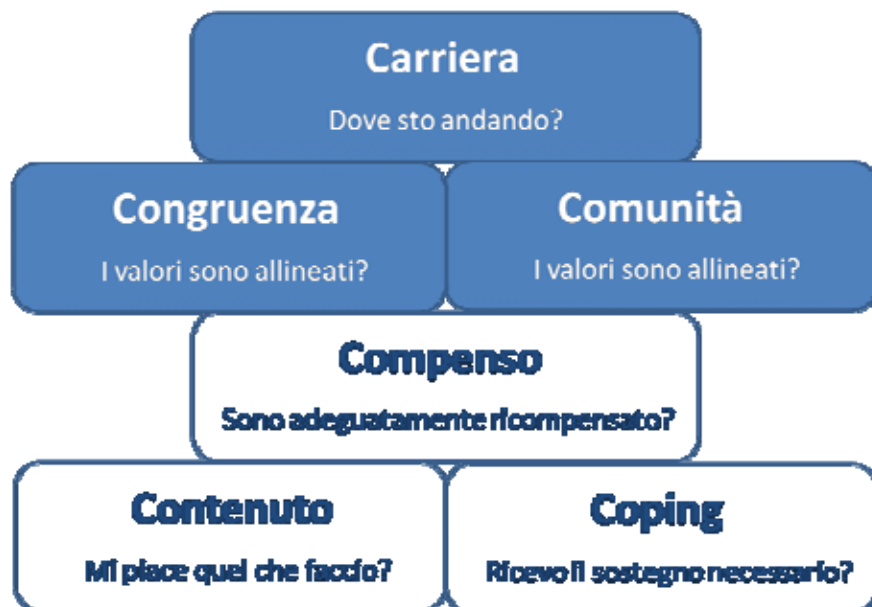 Carriera
Dove sto andando?
Congruenza
Comunità
I valori sono allineati?
I valori sono allineati?
Compenso
Sono adeguatamente ricompensato?
Contenuto
Coping
Mi piace quel che faccio?
Ricevo il sostegno necessario?